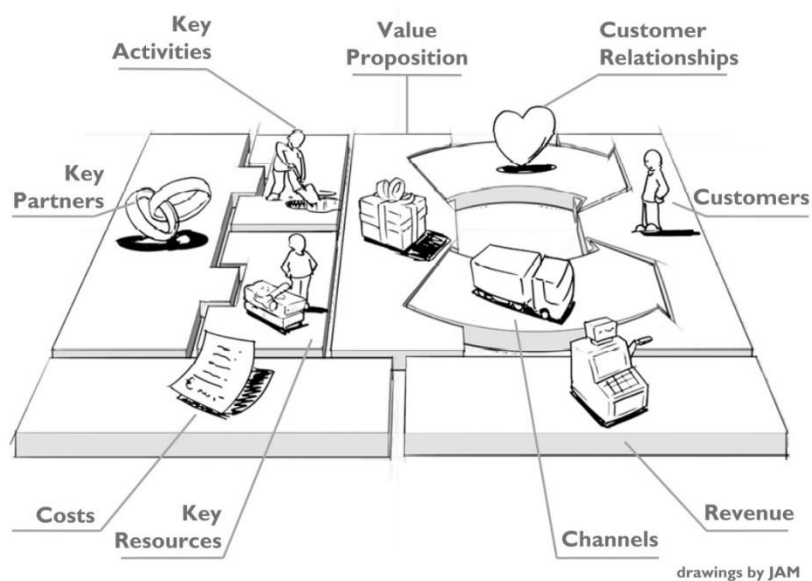 Key
Activities
Value
Proposition
Customer
Relationships
Key
Partners
Customers
Costs
Key
Resources
Channels
Revenue
drawings by JAM